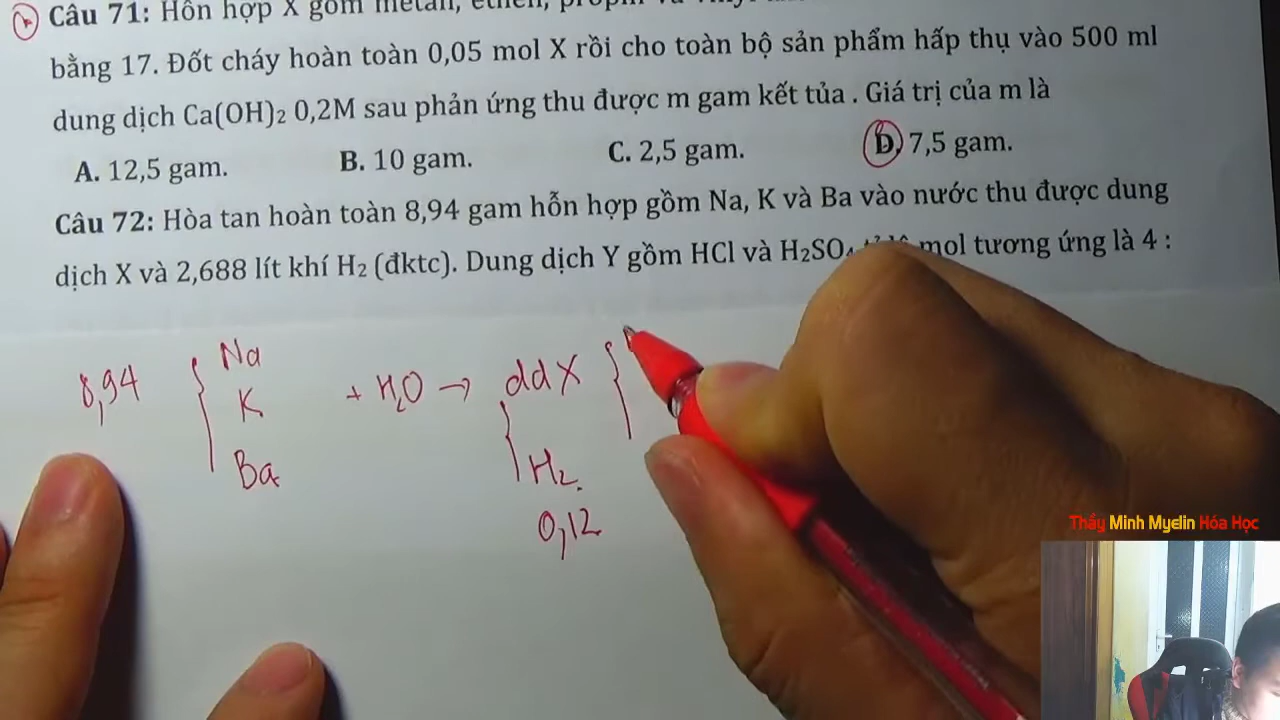 Câu 71: Hỗn hợp X gồm metan,
bằng 17. Đốt cháy hoàn toàn 0,05 mol X rồi cho toàn bộ sản phẩm hấp thụ vào 500 ml
dung dịch Ca(OH)₂ 0,2M sau phản ứng thu được m gam kết tủa . Giá trị của m là
A. 12,5 gam. B. 10 gam. C. 2,5 gam. D. 7,5 gam.
Câu 72: Hòa tan hoàn toàn 8,94 gam hỗn hợp gồm Na, K và Ba vào nước thu được dung
dịch X và 2,688 lít khí H₂ (đktc). Dung dịch Y gồm HCl và H₂SO₄ mol tương ứng là 4 :
8,94 Na K Ba + H₂O → ddX
H₂
0,12
Thầy Minh Myelin Hóa Học